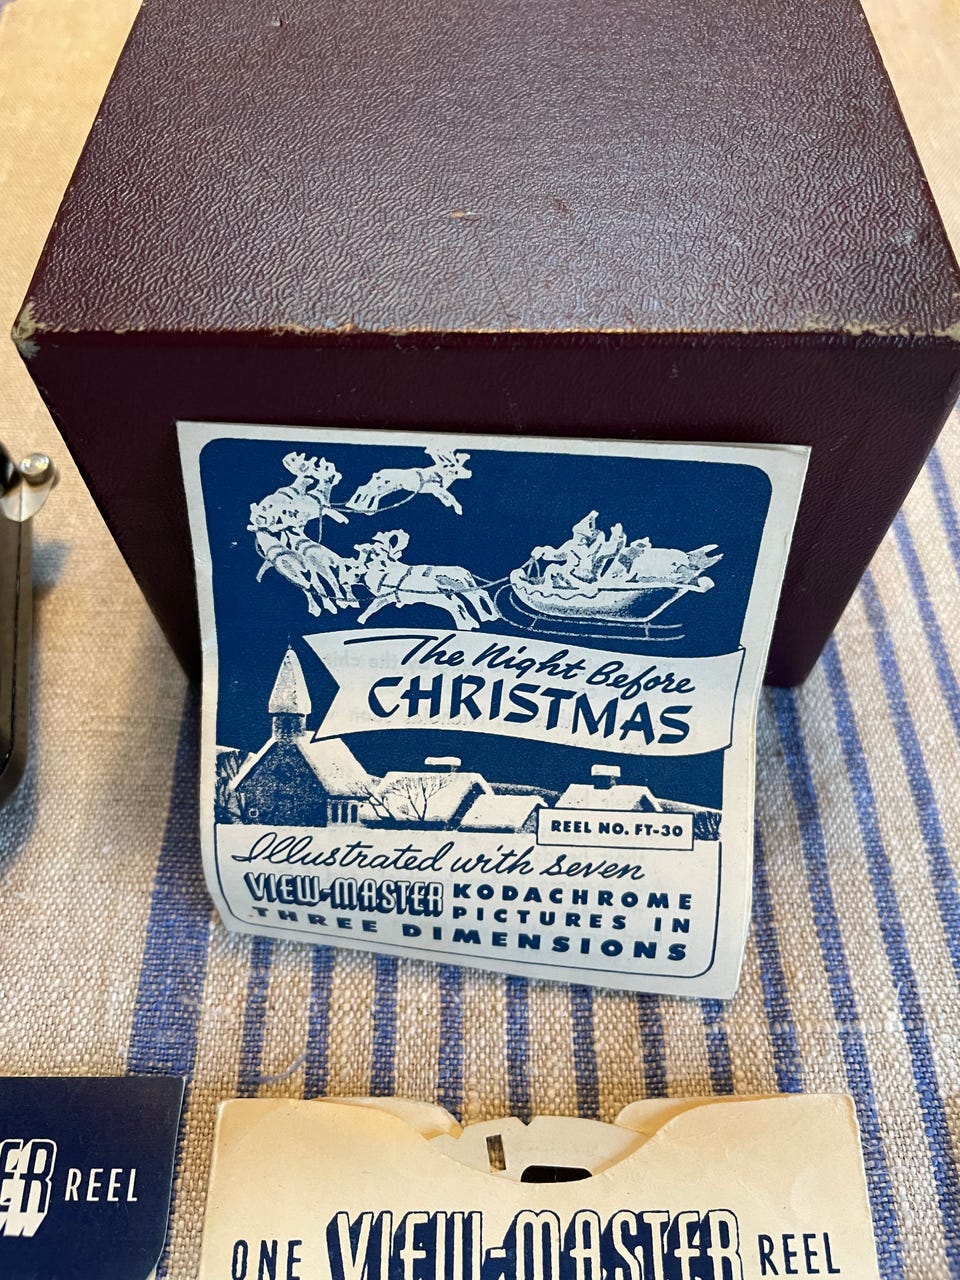 The Night Before
CHRISTMAS
REEL NO. FT-30
Illustrated with seven
VIEW-MASTER KODACHROME
PICTURES IN
THREE DIMENSIONS
REEL
ONE VIEW-MASTER REEL